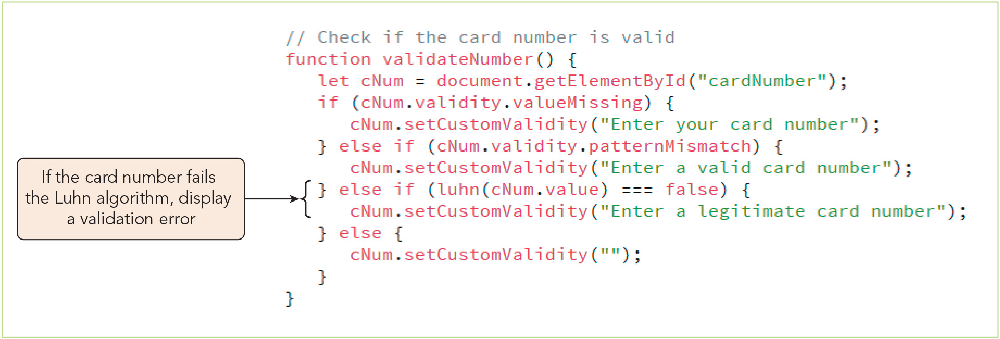 // Check if the card number is valid
function validateNumber() {
   let cNum = document.getElementById("cardNumber");
   if (cNum.validity.valueMissing) {
      cNum.setCustomValidity("Enter your card number");
   } else if (cNum.validity.patternMismatch) {
      cNum.setCustomValidity("Enter a valid card number");
   } else if (luhn(cNum.value) === false) {
      cNum.setCustomValidity("Enter a legitimate card number");
   } else {
      cNum.setCustomValidity("");
   }
}
If the card number fails
the Luhn algorithm, display
a validation error